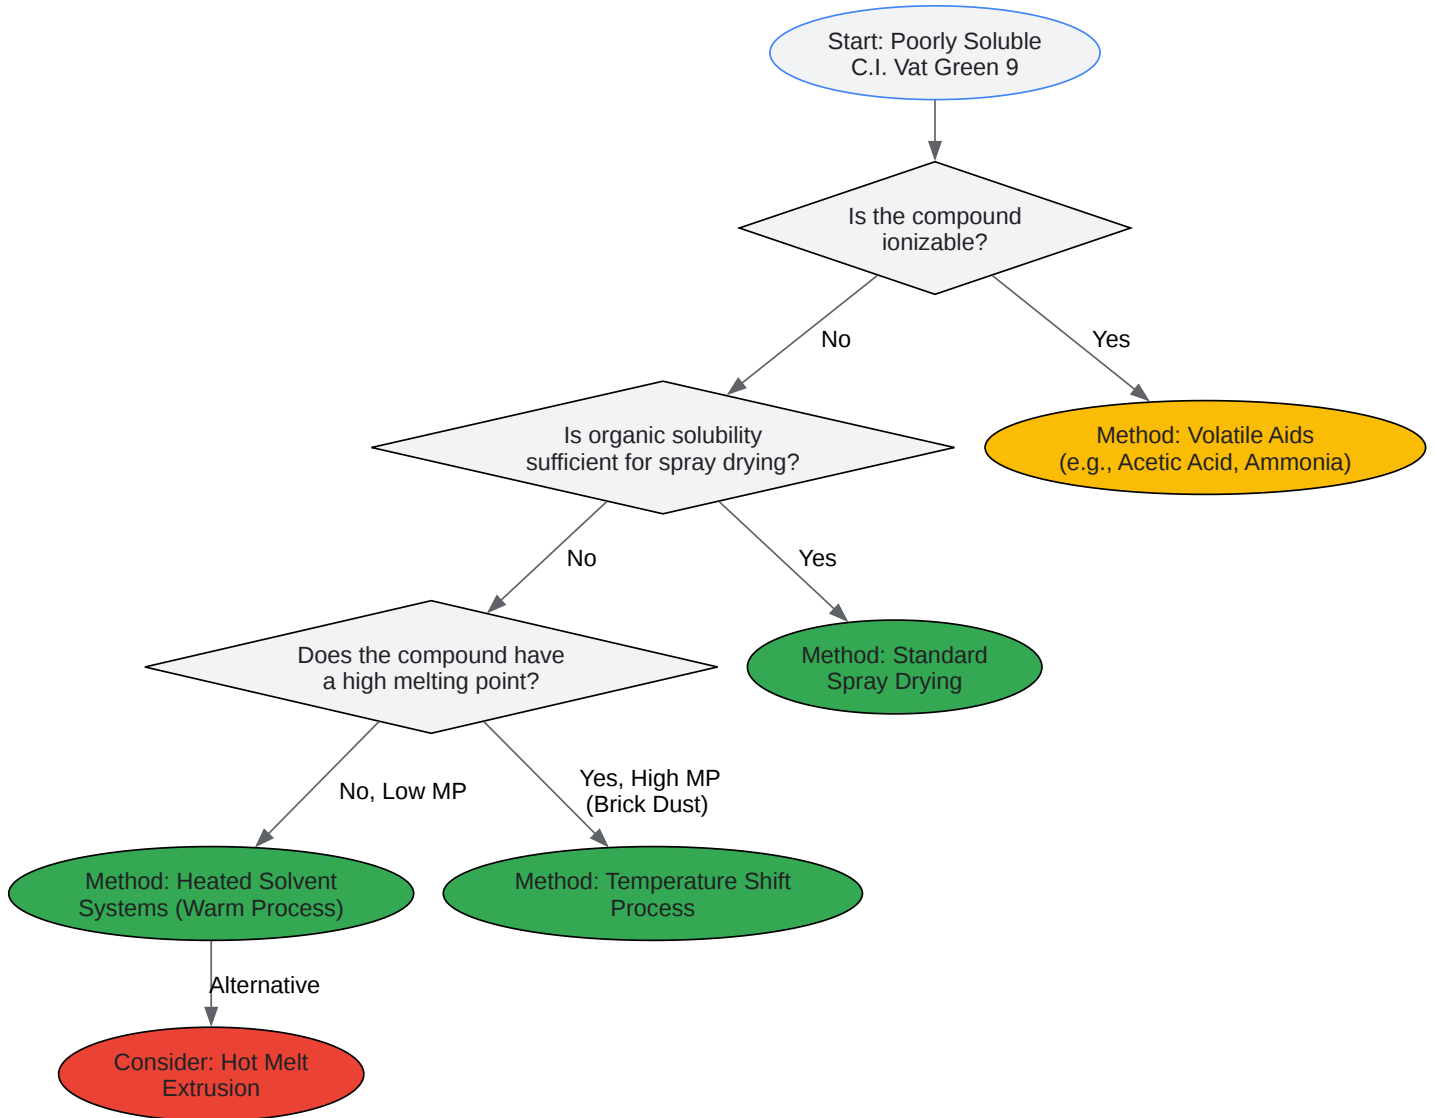 Start: Poorly Soluble
C.I. Vat Green 9
Is the compound
ionizable?
No
Yes
Is organic solubility
sufficient for spray drying?
Method: Volatile Aids
(e.g., Acetic Acid, Ammonia)
No
Yes
Does the compound have
a high melting point?
Method: Standard
Spray Drying
No, Low MP
Yes, High MP
(Brick Dust)
Method: Heated Solvent
Systems (Warm Process)
Method: Temperature Shift
Process
Alternative
Consider: Hot Melt
Extrusion